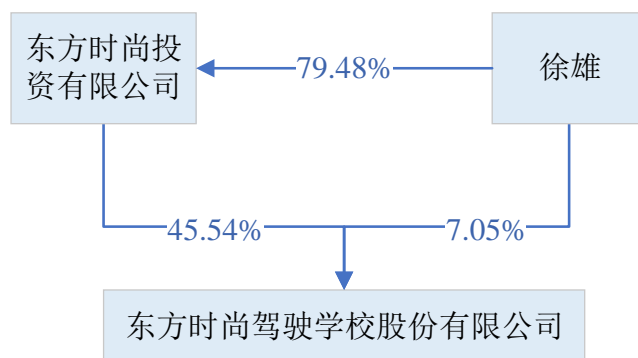 东方时尚投
资有限公司
79.48%
徐雄
45.54%
7.05%
东方时尚驾驶学校股份有限公司